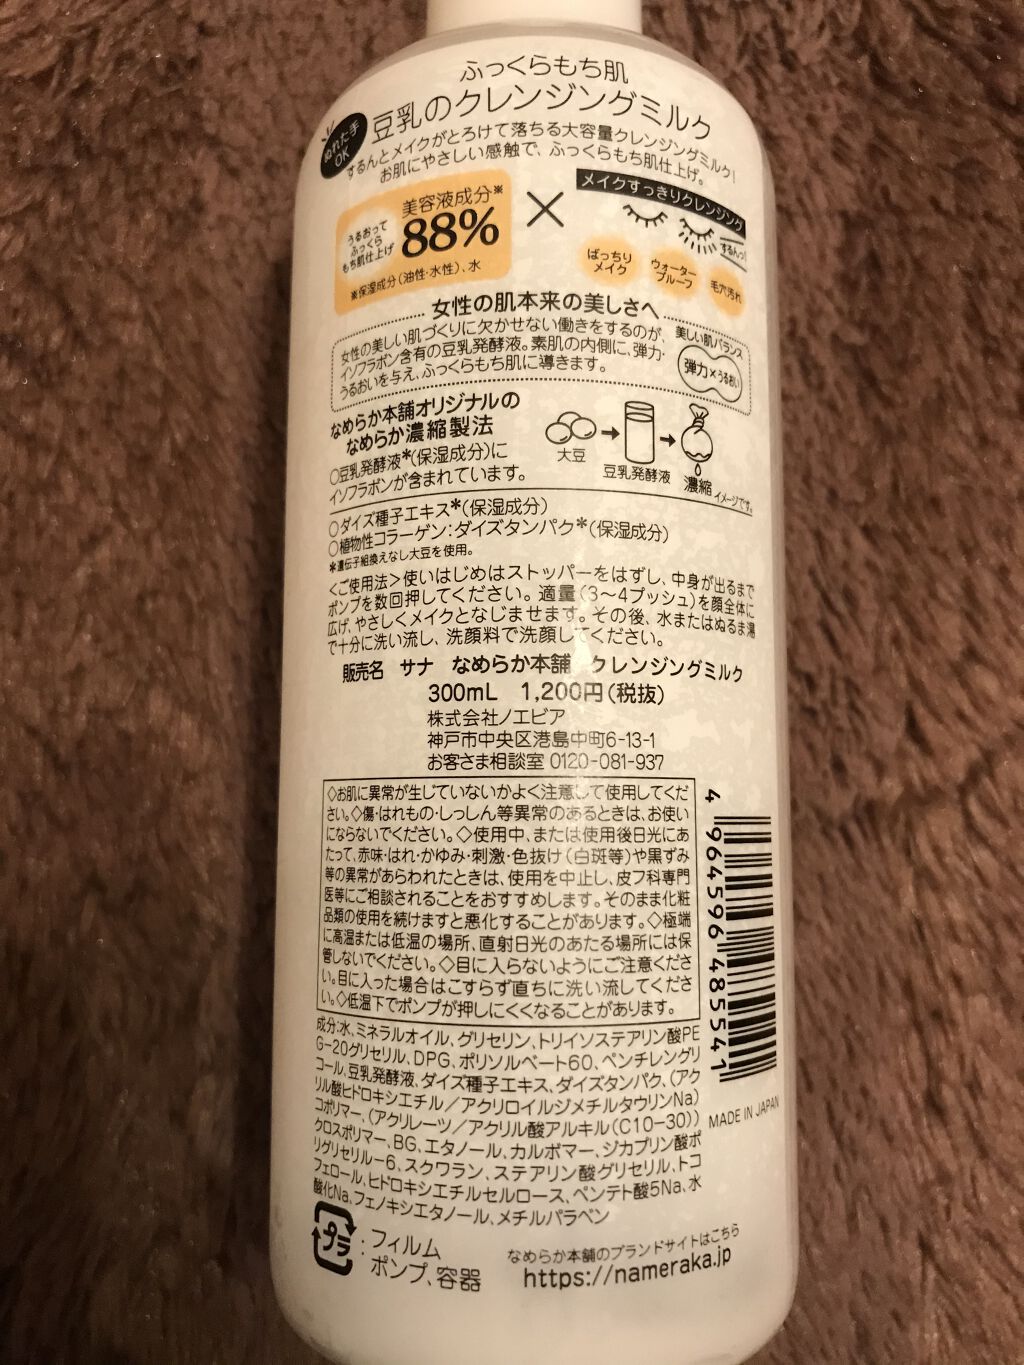 ふっくらもち肌
豆乳のクレンジングミルク
ぬれた手
OK
するんとメイクがとろけて落ちる大容量クレンジングミルク!
お肌にやさしい感触で、ふっくらもち肌仕上げ。
うるおって
ふっくら
もち肌仕上げ
美容液成分※
88%
※保湿成分(油性・水性)、水
×
メイクすっきりクレンジング
するんっ!
ばっちり
メイク
ウォーター
プルーフ
毛穴汚れ
女性の肌本来の美しさへ
女性の美しい肌づくりに欠かせない働きをするのが、
イソフラボン含有の豆乳発酵液。素肌の内側に、弾力・
うるおいを与え、ふっくらもち肌に導きます。
美しい肌バランス
弾力×うるおい
なめらか本舗オリジナルの
なめらか濃縮製法
○豆乳発酵液*(保湿成分)に
イソフラボンが含まれています。
大豆
豆乳発酵液
濃縮
イメージです。
○ダイズ種子エキス*(保湿成分)
○植物性コラーゲン:ダイズタンパク*(保湿成分)
*遺伝子組換えなし大豆を使用。
<ご使用法>使いはじめはストッパーをはずし、中身が出るまで
ポンプを数回押してください。適量(3～4プッシュ)を顔全体に
広げ、やさしくメイクとなじませます。その後、水またはぬるま湯
で十分に洗い流し、洗顔料で洗顔してください。
販売名 サナ なめらか本舗 クレンジングミルク
300mL 1,200円(税抜)
株式会社ノエビア
神戸市中央区港島中町6-13-1
お客さま相談室 0120-081-937
◇お肌に異常が生じていないかよく注意して使用してくだ
さい。◇傷・はれもの・しっしん等異常のあるときは、お使い
にならないでください。◇使用中、または使用後日光にあ
たって、赤味・はれ・かゆみ・刺激・色抜け(白斑等)や黒ずみ
等の異常があらわれたときは、使用を中止し、皮フ科専門
医等にご相談されることをおすすめします。そのまま化粧
品類の使用を続けますと悪化することがあります。◇極端
に高温または低温の場所、直射日光のあたる場所には保
管しないでください。◇目に入らないようにご注意くださ
い。目に入った場合はこすらず直ちに洗い流してくださ
い。◇低温下でポンプが押しにくくなることがあります。
4 964596 485541
成分:水、ミネラルオイル、グリセリン、トリイソステアリン酸PE
G-20グリセリル、DPG、ポリソルベート60、ペンチレングリ
コール、豆乳発酵液、ダイズ種子エキス、ダイズタンパク、(アク
リル酸ヒドロキシエチル/アクリロイルジメチルタウリンNa)
コポリマー、(アクリレーツ/アクリル酸アルキル(C10-30))
クロスポリマー、BG、エタノール、カルボマー、ジカプリン酸ポ
リグリセリル-6、スクワラン、ステアリン酸グリセリル、トコ
フェロール、ヒドロキシエチルセルロース、ペンテト酸5Na、水
酸化Na、フェノキシエタノール、メチルパラベン
MADE IN JAPAN
プラ
:フィルム
ポンプ、容器
なめらか本舗のブランドサイトはこちら
https://nameraka.jp